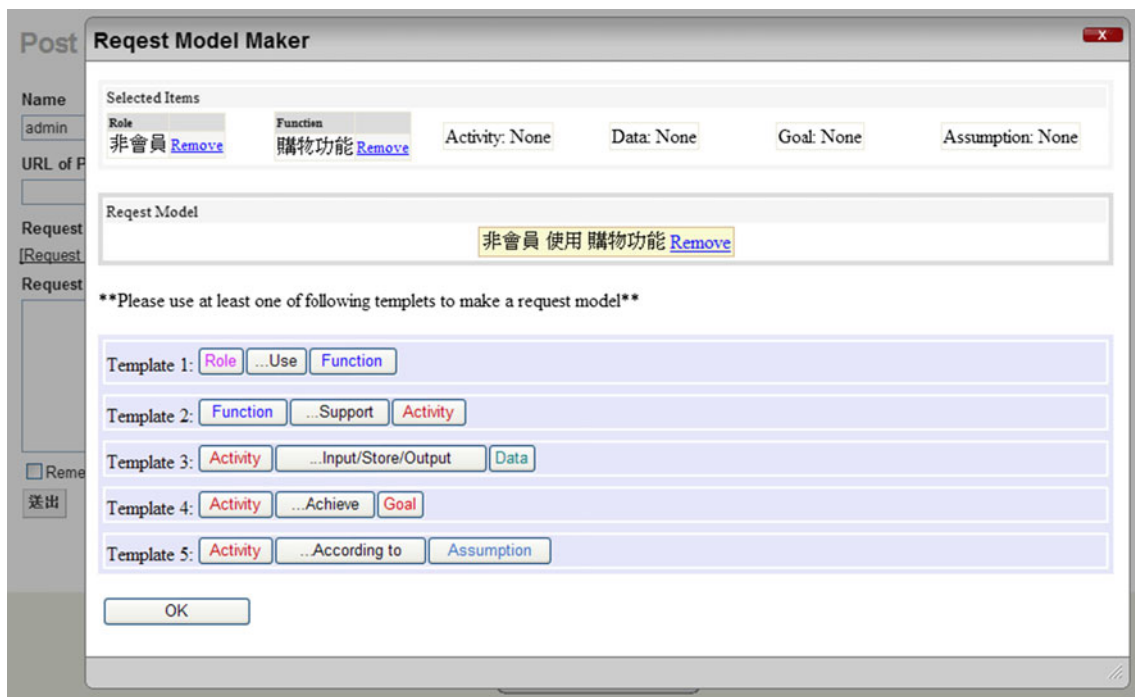 Post
Reqest Model Maker
X
Name
admin
URL of P
Request
[Request
Request
Reme
送出
Selected Items
Role
非會員 Remove
Function
購物功能 Remove
Activity: None
Data: None
Goal: None
Assumption: None
Reqest Model
非會員 使用 購物功能 Remove
**Please use at least one of following templets to make a request model**
Template 1: Role ...Use Function
Template 2: Function ...Support Activity
Template 3: Activity ...Input/Store/Output Data
Template 4: Activity ...Achieve Goal
Template 5: Activity ...According to Assumption
OK